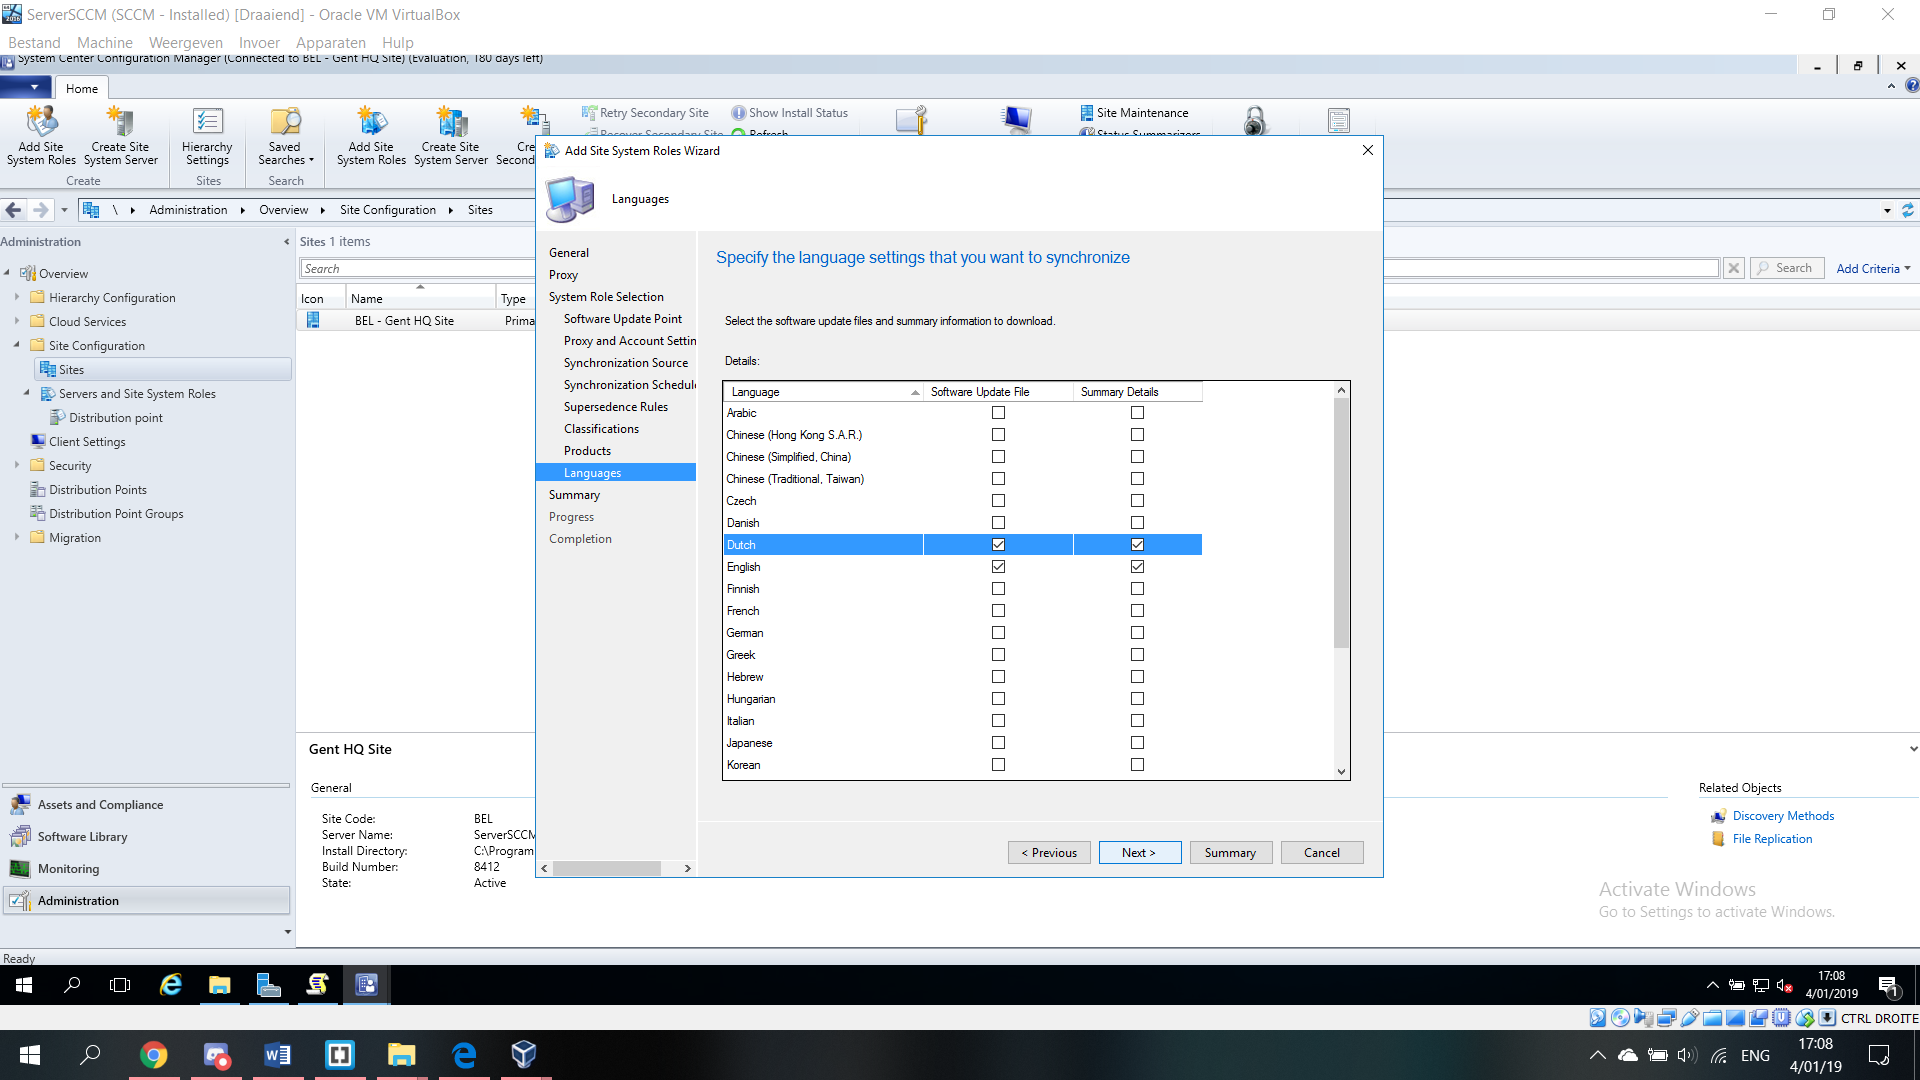 ServerSCCM (SCCM - Installed) [Draaiend] - Oracle VM VirtualBox
Bestand Machine Weergeven Invoer Apparaten Hulp
System Center Configuration Manager (Connected to BEL - Gent HQ Site) (Evaluation, 180 days left)
Home
Add Site System Roles
Create Site System Server
Create
Hierarchy Settings
Sites
Saved Searches
Search
Add Site System Roles
Create Site System Server
Cre
Second
Retry Secondary Site
Recover Secondary Site
Show Install Status
Refresh
Site Maintenance
Status Summarizers
\ Administration Overview Site Configuration Sites
Administration
Overview
Hierarchy Configuration
Cloud Services
Site Configuration
Sites
Servers and Site System Roles
Distribution point
Client Settings
Security
Distribution Points
Distribution Point Groups
Migration
Assets and Compliance
Software Library
Monitoring
Administration
Ready
Sites 1 items
Search
Search
Add Criteria
Icon Name Type
BEL - Gent HQ Site Prima
Gent HQ Site
General
Site Code: BEL
Server Name: ServerSCCM
Install Directory: C:\Program
Build Number: 8412
State: Active
Related Objects
Discovery Methods
File Replication
Add Site System Roles Wizard
Languages
General
Proxy
System Role Selection
Software Update Point
Proxy and Account Settin
Synchronization Source
Synchronization Schedule
Supersedence Rules
Classifications
Products
Languages
Summary
Progress
Completion
Specify the language settings that you want to synchronize
Select the software update files and summary information to download.
Details:
Language Software Update File Summary Details
Arabic
Chinese (Hong Kong S.A.R.)
Chinese (Simplified, China)
Chinese (Traditional, Taiwan)
Czech
Danish
Dutch
English
Finnish
French
German
Greek
Hebrew
Hungarian
Italian
Japanese
Korean
< Previous Next > Summary Cancel
Activate Windows
Go to Settings to activate Windows.
17:08
4/01/2019
1
CTRL DROITE
ENG
17:08
4/01/19